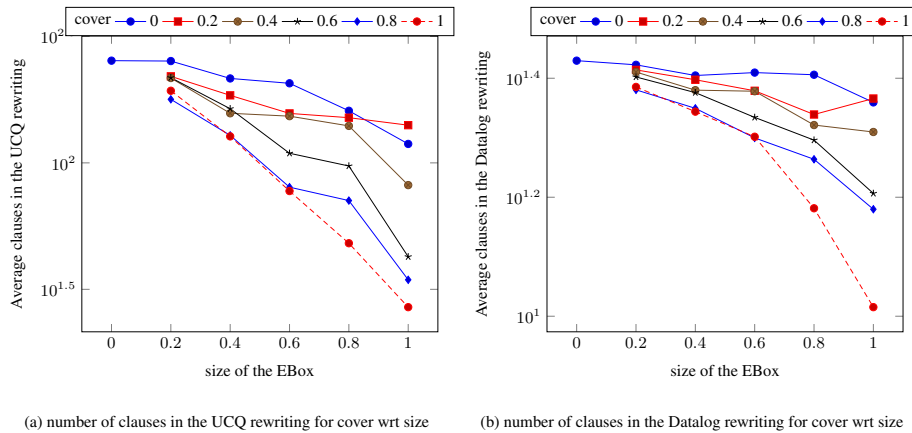 cover 0 0.2 0.4 0.6 0.8 1
10^2
10^2
10^1.5
Average clauses in the UCQ rewriting
0 0.2 0.4 0.6 0.8 1
size of the EBox
(a) number of clauses in the UCQ rewriting for cover wrt size
cover 0 0.2 0.4 0.6 0.8 1
10^1.4
10^1.2
10^1
Average clauses in the Datalog rewriting
0 0.2 0.4 0.6 0.8 1
size of the EBox
(b) number of clauses in the Datalog rewriting for cover wrt size